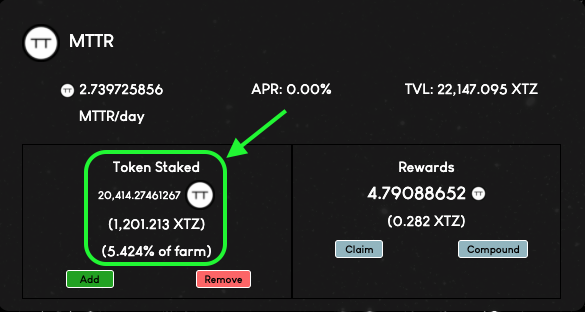 MTTR
2.739725856 APR: 0.00% TVL: 22,147.095 XTZ
MTTR/day
Token Staked
20,414.27461267
(1,201.213 XTZ)
(5.424% of farm)
Add Remove
Rewards
4.79088652
(0.282 XTZ)
Claim Compound